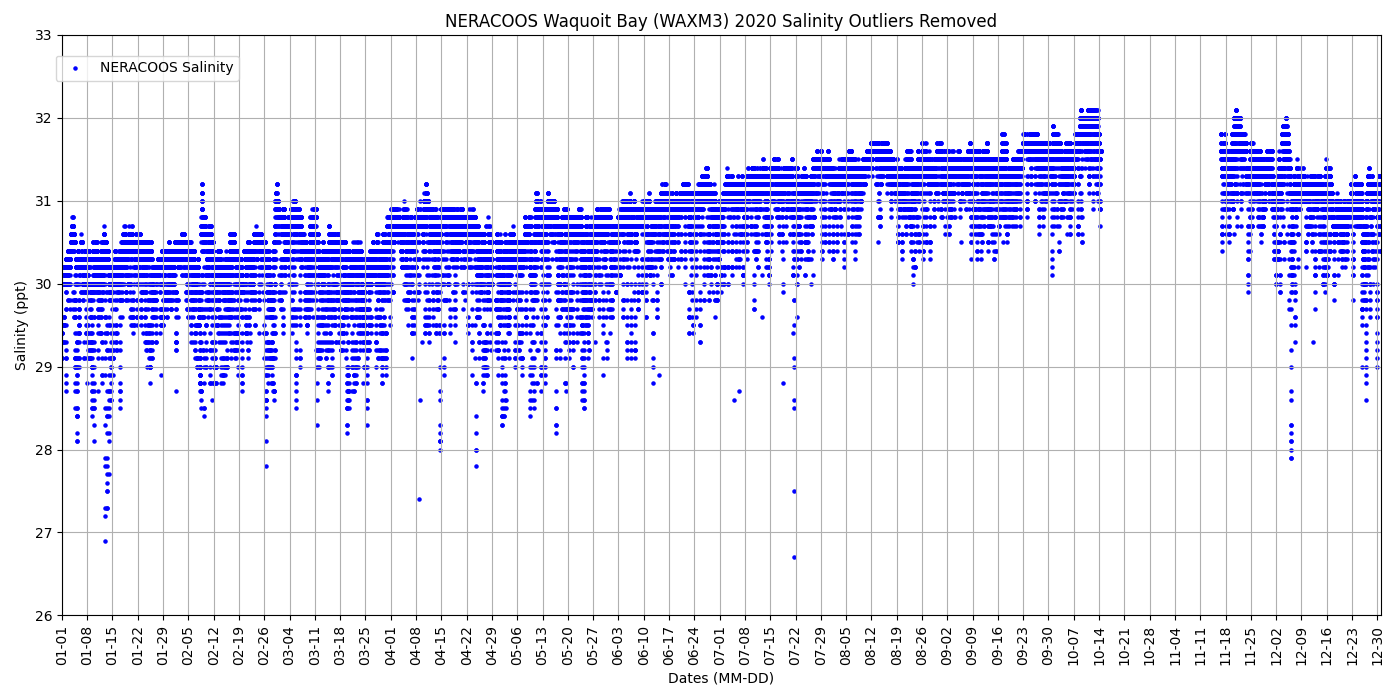 NERACOOS Waquoit Bay (WAXM3) 2020 Salinity Outliers Removed
33
NERACOOS Salinity
32
31
30
29
28
27
26
Salinity (ppt)
01-01 01-08 01-15 01-22 01-29 02-05 02-12 02-19 02-26 03-04 03-11 03-18 03-25 04-01 04-08 04-15 04-22 04-29 05-06 05-13 05-20 05-27 06-03 06-10 06-17 06-24 07-01 07-08 07-15 07-22 07-29 08-05 08-12 08-19 08-26 09-02 09-09 09-16 09-23 09-30 10-07 10-14 10-21 10-28 11-04 11-11 11-18 11-25 12-02 12-09 12-16 12-23 12-30
Dates (MM-DD)